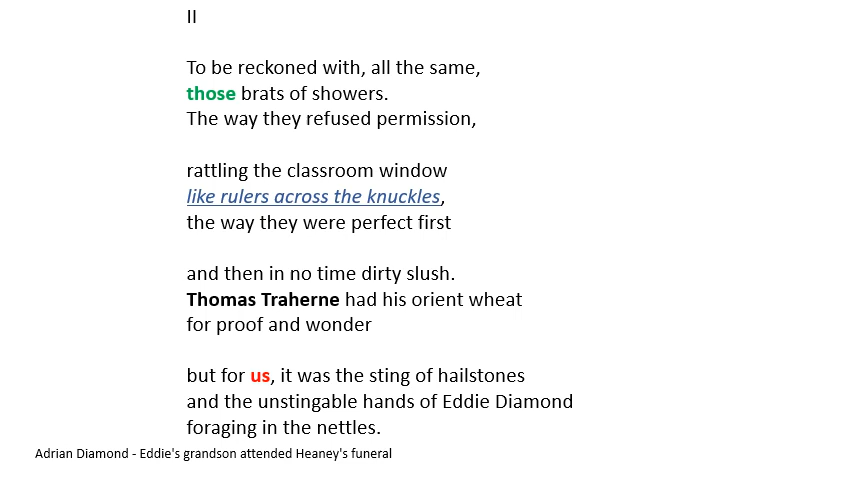 II
To be reckoned with, all the same,
those brats of showers.
The way they refused permission,
rattling the classroom window
like rulers across the knuckles,
the way they were perfect first
and then in no time dirty slush.
Thomas Traherne had his orient wheat
for proof and wonder
but for us, it was the sting of hailstones
and the unstingable hands of Eddie Diamond
foraging in the nettles.
Adrian Diamond - Eddie's grandson attended Heaney's funeral